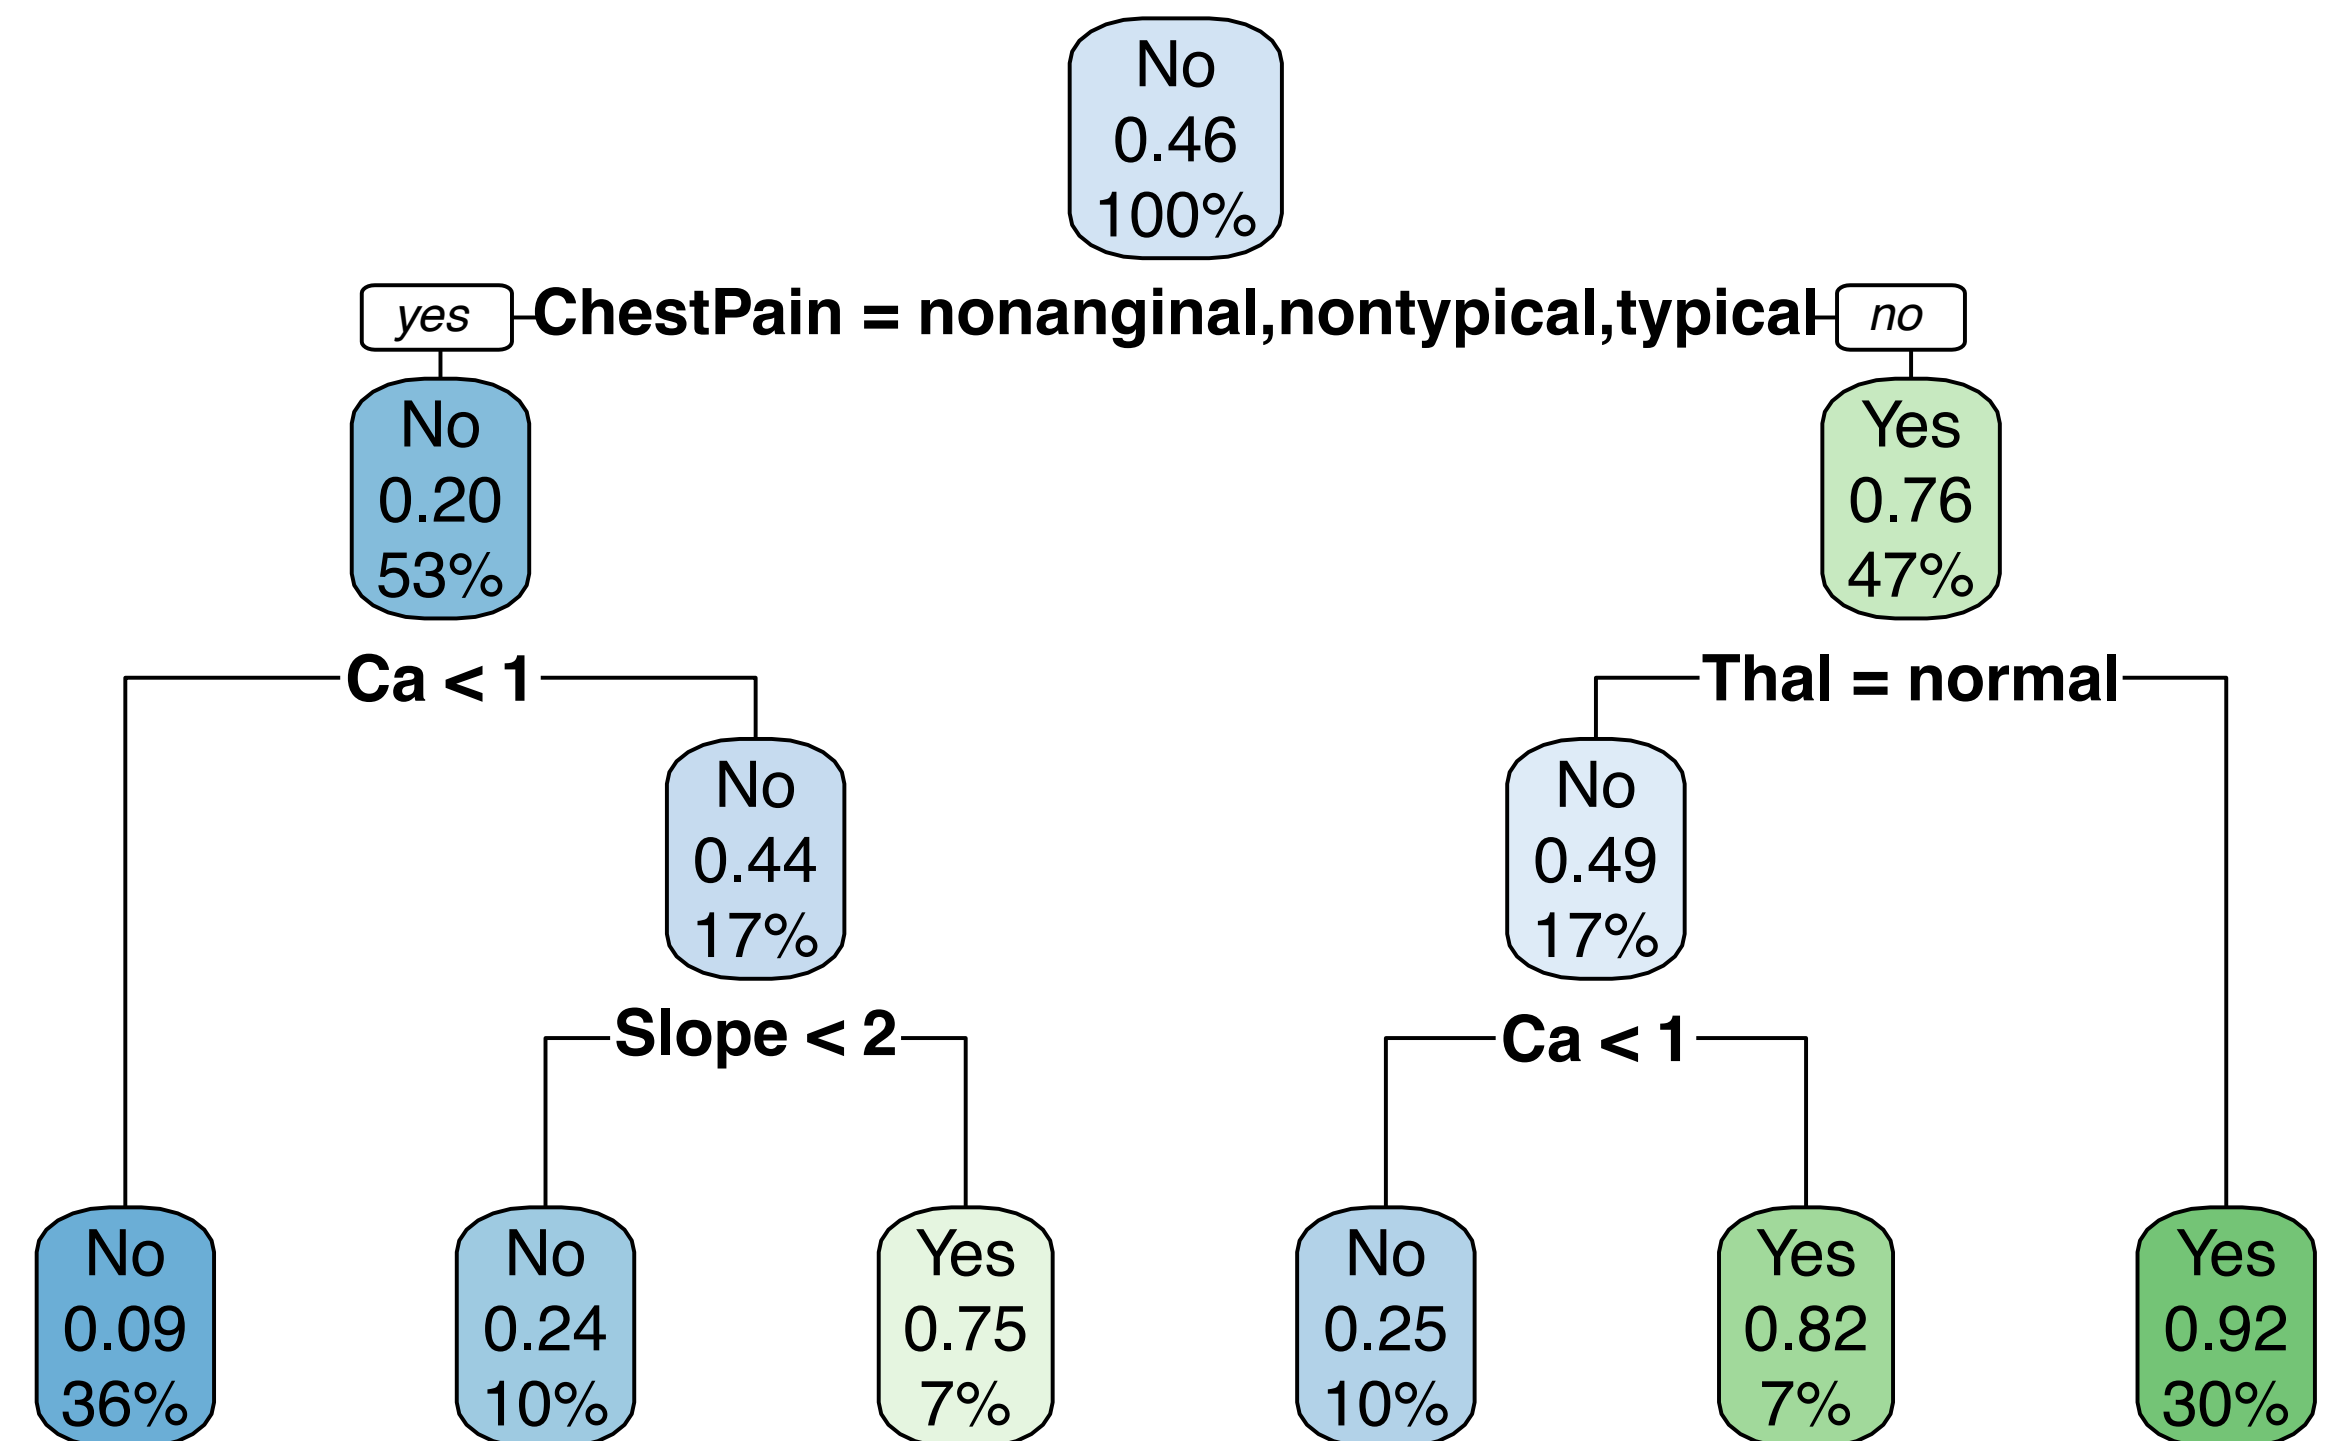 No
0.46
100%
yes
ChestPain = nonanginal,nontypical,typical
no
No
0.20
53%
Yes
0.76
47%
Ca < 1
Thal = normal
No
0.44
17%
No
0.49
17%
Slope < 2
Ca < 1
No
0.09
36%
No
0.24
10%
Yes
0.75
7%
No
0.25
10%
Yes
0.82
7%
Yes
0.92
30%